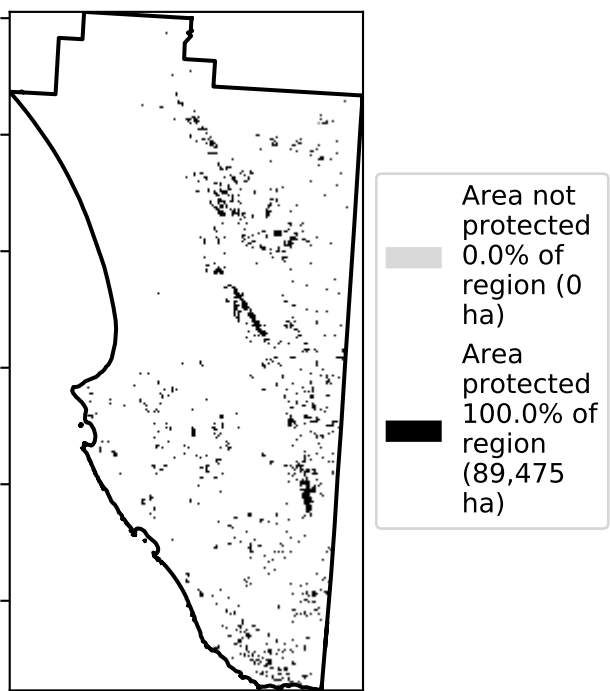 Area not
protected
0.0% of
region (0
ha)
Area
protected
100.0% of
region
(89,475
ha)